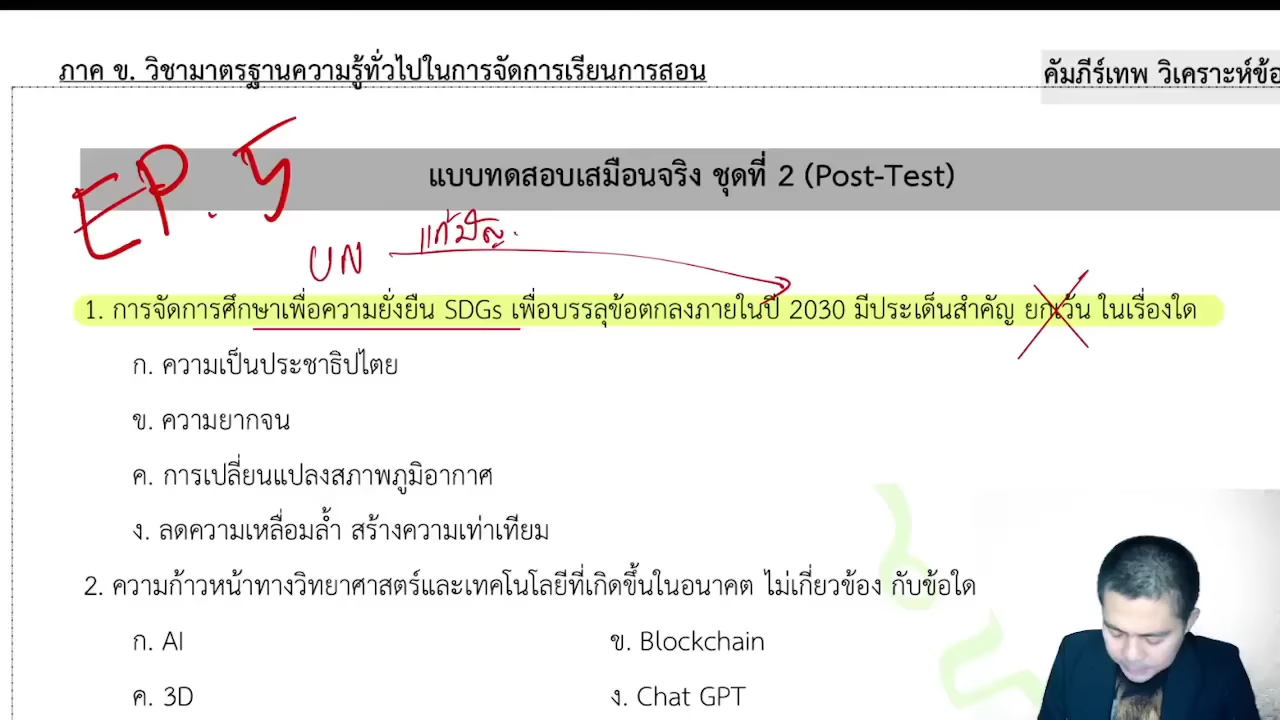 ภาค ข. วิชามาตรฐานความรู้ทั่วไปในการจัดการเรียนการสอน
คัมภีร์เทพ วิเคราะห์ข้อ
EP. 5
แบบทดสอบเสมือนจริง ชุดที่ 2 (Post-Test)
UN แก้ปัญ
1. การจัดการศึกษาเพื่อความยั่งยืน SDGs เพื่อบรรลุข้อตกลงภายในปี 2030 มีประเด็นสำคัญ ยกเว้น ในเรื่องใด
ก. ความเป็นประชาธิปไตย
ข. ความยากจน
ค. การเปลี่ยนแปลงสภาพภูมิอากาศ
ง. ลดความเหลื่อมล้ำ สร้างความเท่าเทียม
2. ความก้าวหน้าทางวิทยาศาสตร์และเทคโนโลยีที่เกิดขึ้นในอนาคต ไม่เกี่ยวข้อง กับข้อใด
ก. AI ข. Blockchain
ค. 3D ง. Chat GPT